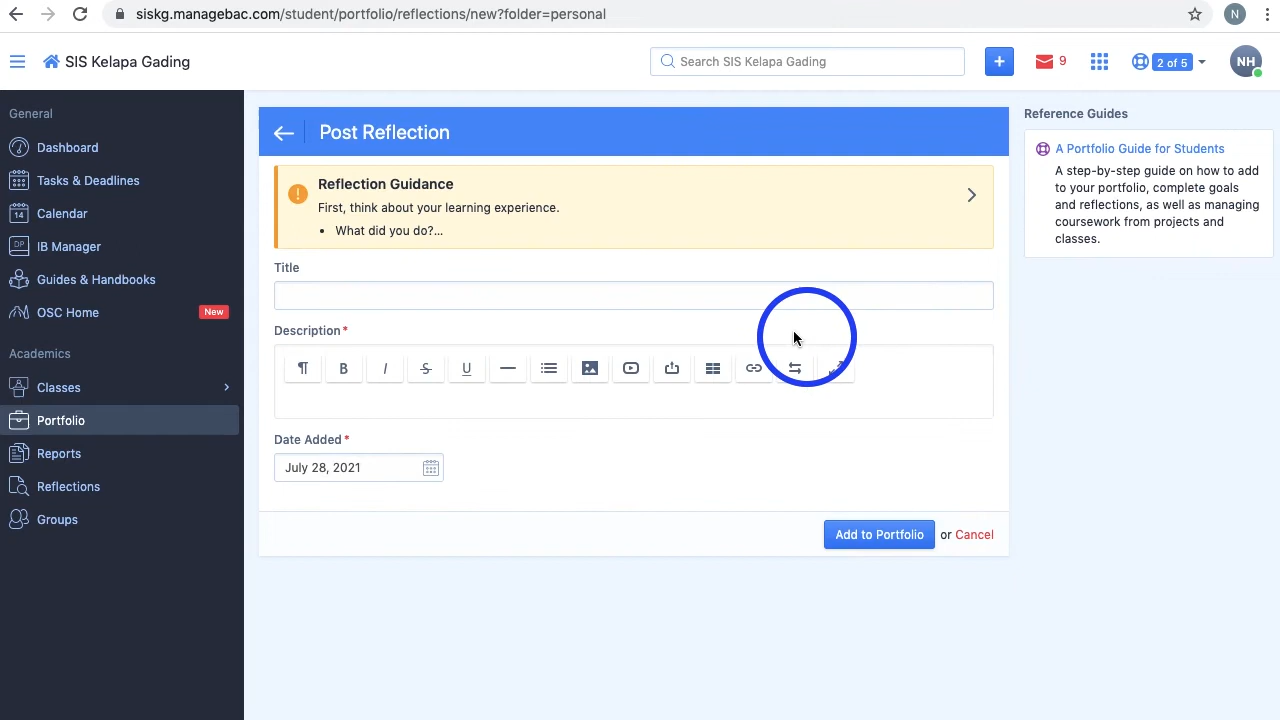 siskg.managebac.com/student/portfolio/reflections/new?folder=personal
N
SIS Kelapa Gading
Search SIS Kelapa Gading
+
9
2 of 5
NH
General
Dashboard
Tasks & Deadlines
14
Calendar
DP
IB Manager
Guides & Handbooks
OSC Home
New
Academics
Classes
Portfolio
Reports
Reflections
Groups
Post Reflection
!
Reflection Guidance
First, think about your learning experience.
• What did you do?...
Title
Description*
¶ B I S U
Date Added*
July 28, 2021
Add to Portfolio or Cancel
Reference Guides
A Portfolio Guide for Students
A step-by-step guide on how to add
to your portfolio, complete goals
and reflections, as well as managing
coursework from projects and
classes.